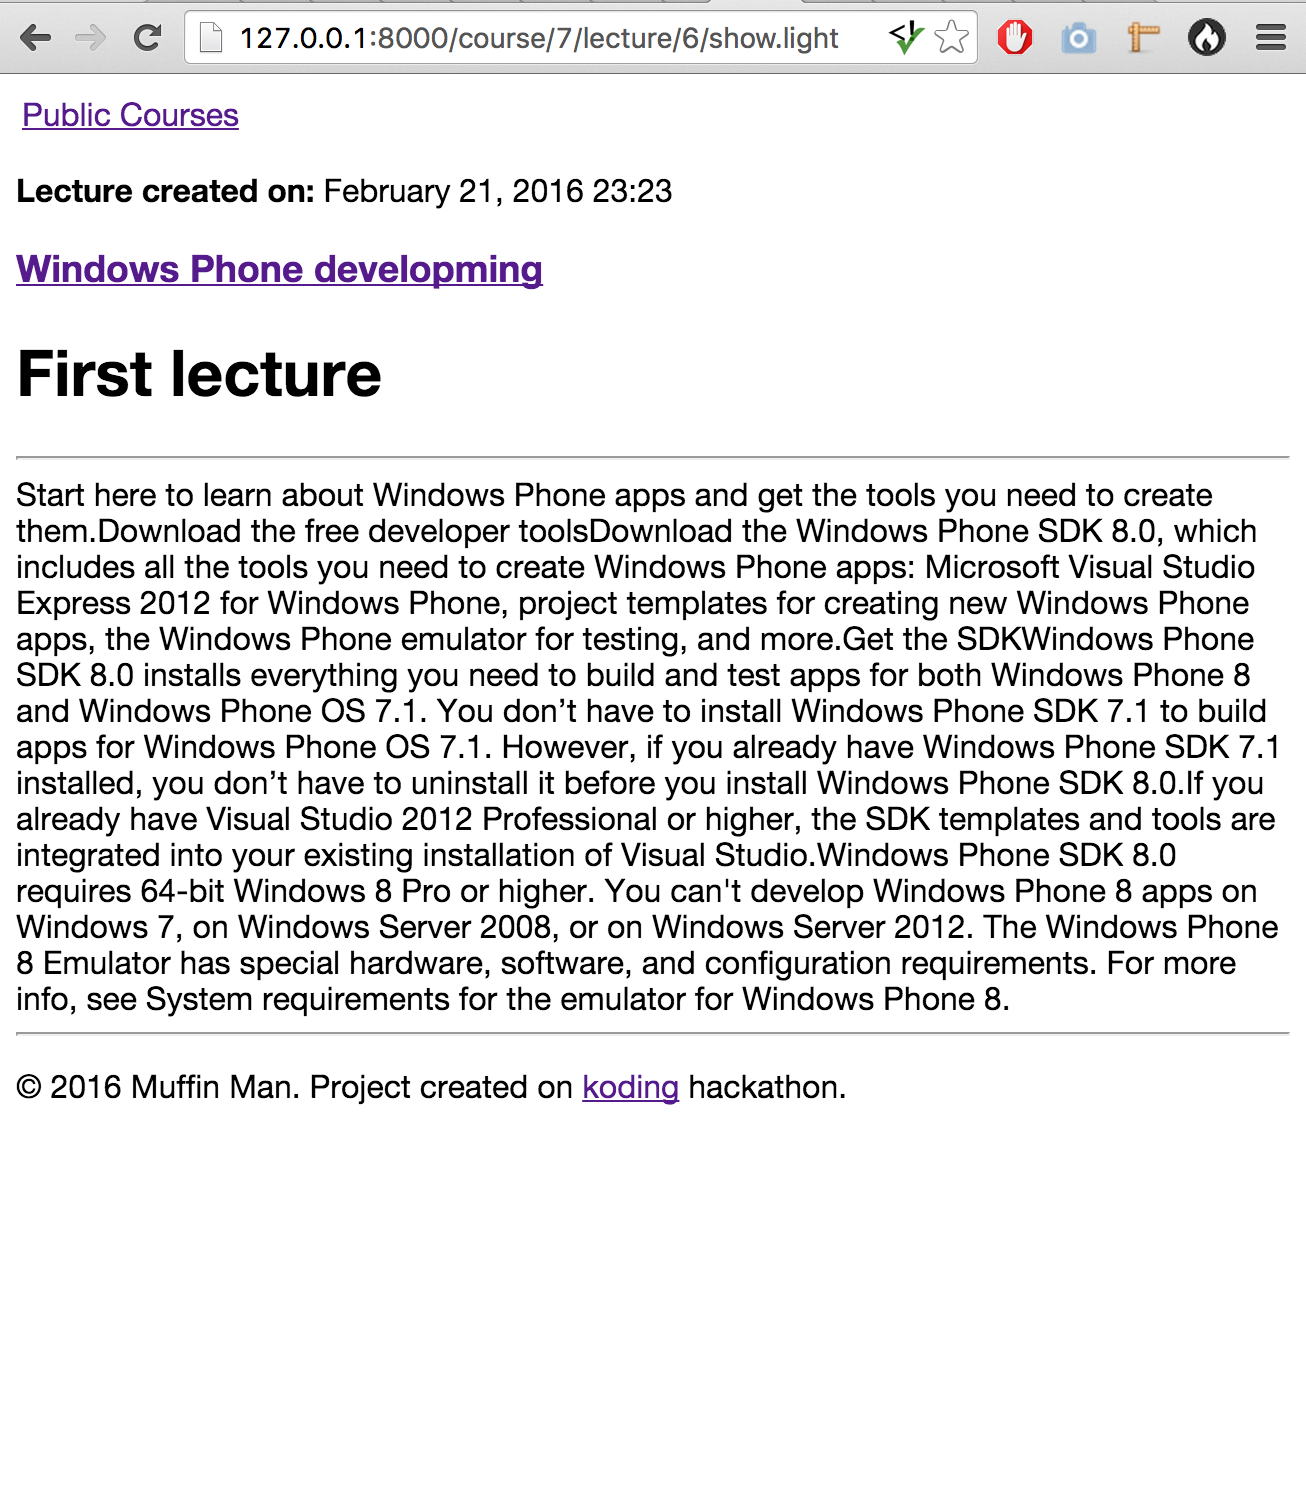 127.0.0.1:8000/course/7/lecture/6/show.light
Public Courses
Lecture created on: February 21, 2016 23:23
Windows Phone developming
First lecture
Start here to learn about Windows Phone apps and get the tools you need to create
them.Download the free developer toolsDownload the Windows Phone SDK 8.0, which
includes all the tools you need to create Windows Phone apps: Microsoft Visual Studio
Express 2012 for Windows Phone, project templates for creating new Windows Phone
apps, the Windows Phone emulator for testing, and more.Get the SDKWindows Phone
SDK 8.0 installs everything you need to build and test apps for both Windows Phone 8
and Windows Phone OS 7.1. You don’t have to install Windows Phone SDK 7.1 to build
apps for Windows Phone OS 7.1. However, if you already have Windows Phone SDK 7.1
installed, you don’t have to uninstall it before you install Windows Phone SDK 8.0.If you
already have Visual Studio 2012 Professional or higher, the SDK templates and tools are
integrated into your existing installation of Visual Studio.Windows Phone SDK 8.0
requires 64-bit Windows 8 Pro or higher. You can't develop Windows Phone 8 apps on
Windows 7, on Windows Server 2008, or on Windows Server 2012. The Windows Phone
8 Emulator has special hardware, software, and configuration requirements. For more
info, see System requirements for the emulator for Windows Phone 8.
© 2016 Muffin Man. Project created on koding hackathon.